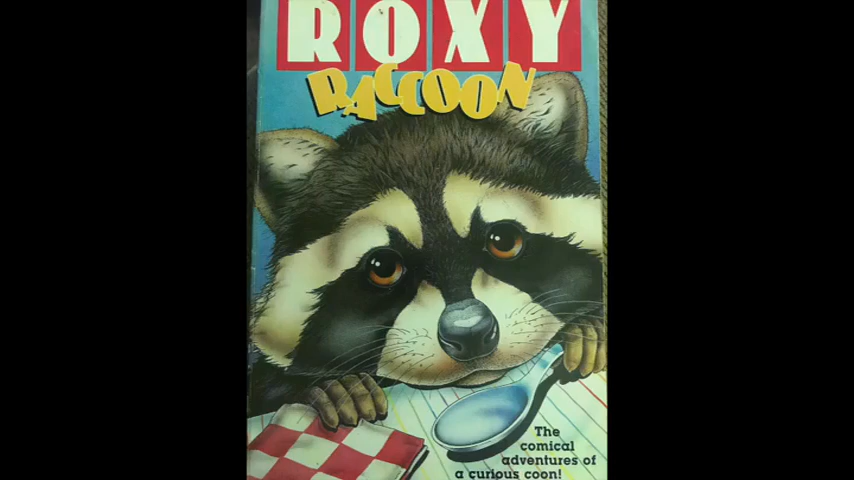 ROXY
RACCOON
The
comical
adventures of
a curious coon!